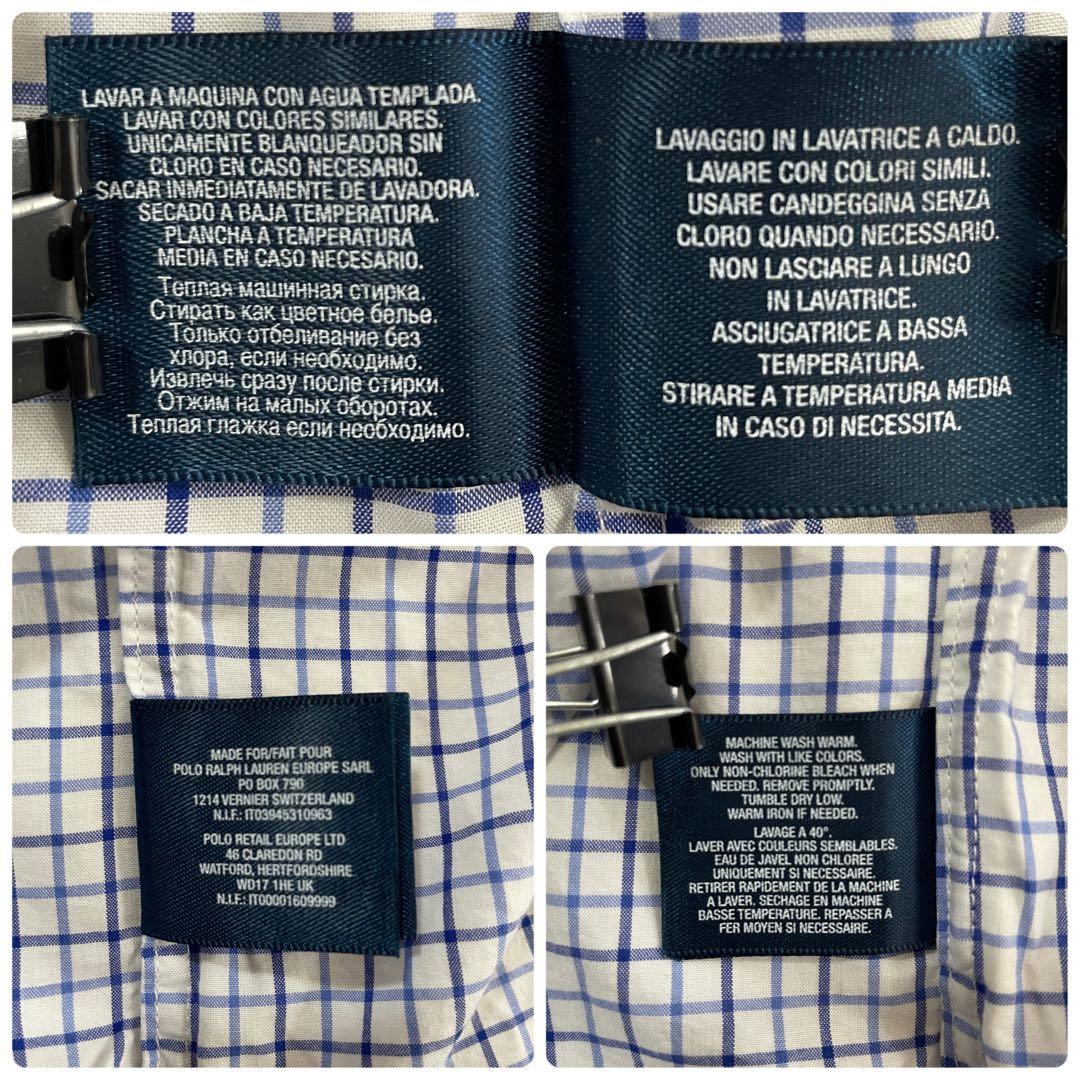 LAVAR A MAQUINA CON AGUA TEMPLADA.
LAVAR CON COLORES SIMILARES.
UNICAMENTE BLANQUEADOR SIN
CLORO EN CASO NECESARIO.
SACAR INMEDIATAMENTE DE LAVADORA.
SECADO A BAJA TEMPERATURA.
PLANCHA A TEMPERATURA
MEDIA EN CASO NECESARIO.
Теплая машинная стирка.
Стирать как цветное белье.
Только отбеливание без
хлора, если необходимо.
Извлечь сразу после стирки.
Отжим на малых оборотах.
Теплая глажка если необходимо.
LAVAGGIO IN LAVATRICE A CALDO.
LAVARE CON COLORI SIMILI.
USARE CANDEGGINA SENZA
CLORO QUANDO NECESSARIO.
NON LASCIARE A LUNGO
IN LAVATRICE.
ASCIUGATRICE A BASSA
TEMPERATURA.
STIRARE A TEMPERATURA MEDIA
IN CASO DI NECESSITA.
MADE FOR/FAIT POUR
POLO RALPH LAUREN EUROPE SARL
PO BOX 790
1214 VERNIER SWITZERLAND
N.I.F.: IT03945310963
POLO RETAIL EUROPE LTD
46 CLAREDON RD
WATFORD, HERTFORDSHIRE
WD17 1HE UK
N.I.F.: IT00001609999
MACHINE WASH WARM.
WASH WITH LIKE COLORS.
ONLY NON-CHLORINE BLEACH WHEN
NEEDED. REMOVE PROMPTLY.
TUMBLE DRY LOW.
WARM IRON IF NEEDED.
LAVAGE À 40°.
LAVER AVEC COULEURS SEMBLABLES.
EAU DE JAVEL NON CHLOREE
UNIQUEMENT SI NECESSAIRE.
RETIRER RAPIDEMENT DE LA MACHINE
A LAVER. SECHAGE EN MACHINE
BASSE TEMPERATURE. REPASSER A
FER MOYEN SI NECESSAIRE.